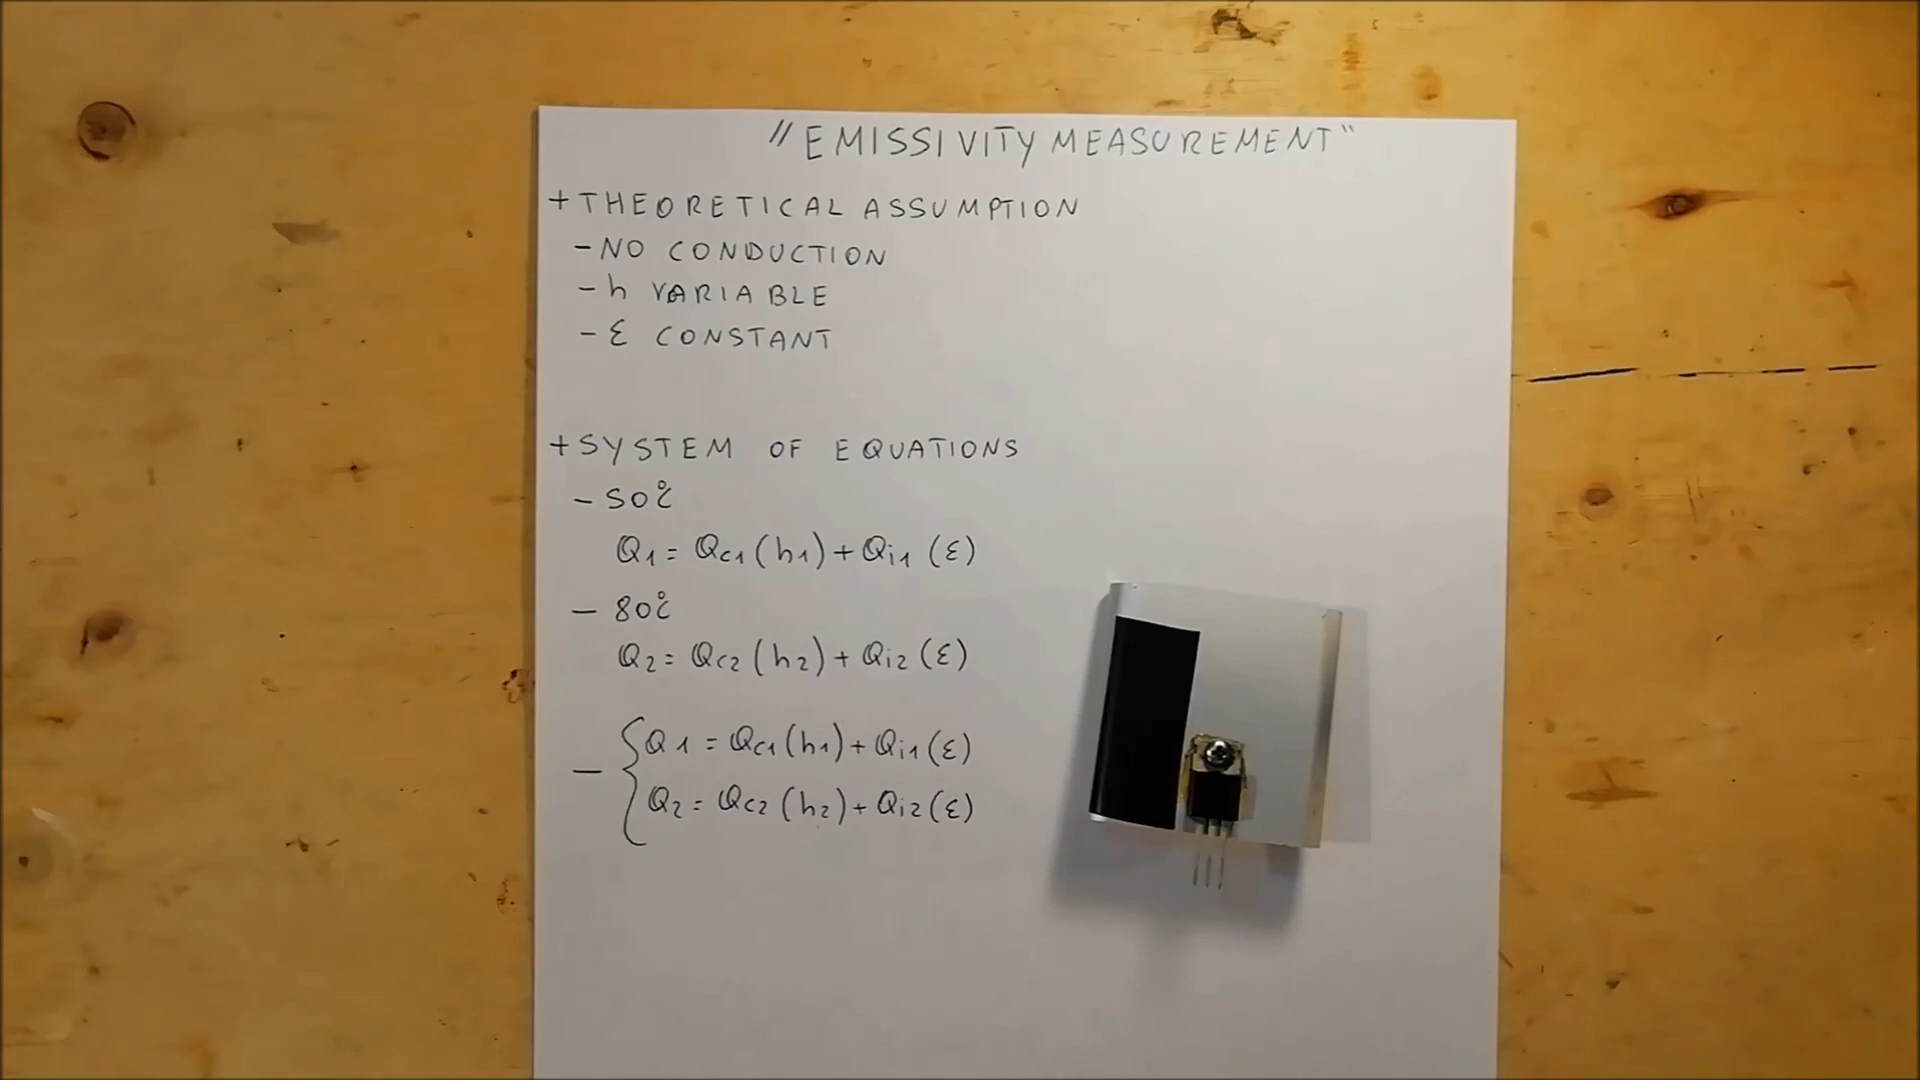 "EMISSIVITY MEASUREMENT"
+ THEORETICAL ASSUMPTION
- NO CONDUCTION
- h VARIABLE
- ε CONSTANT
+ SYSTEM OF EQUATIONS
- 50°C
Q1 = Qc1 (h1) + Qi1 (ε)
- 80°C
Q2 = Qc2 (h2) + Qi2 (ε)
- { Q1 = Qc1 (h1) + Qi1 (ε)
Q2 = Qc2 (h2) + Qi2 (ε)